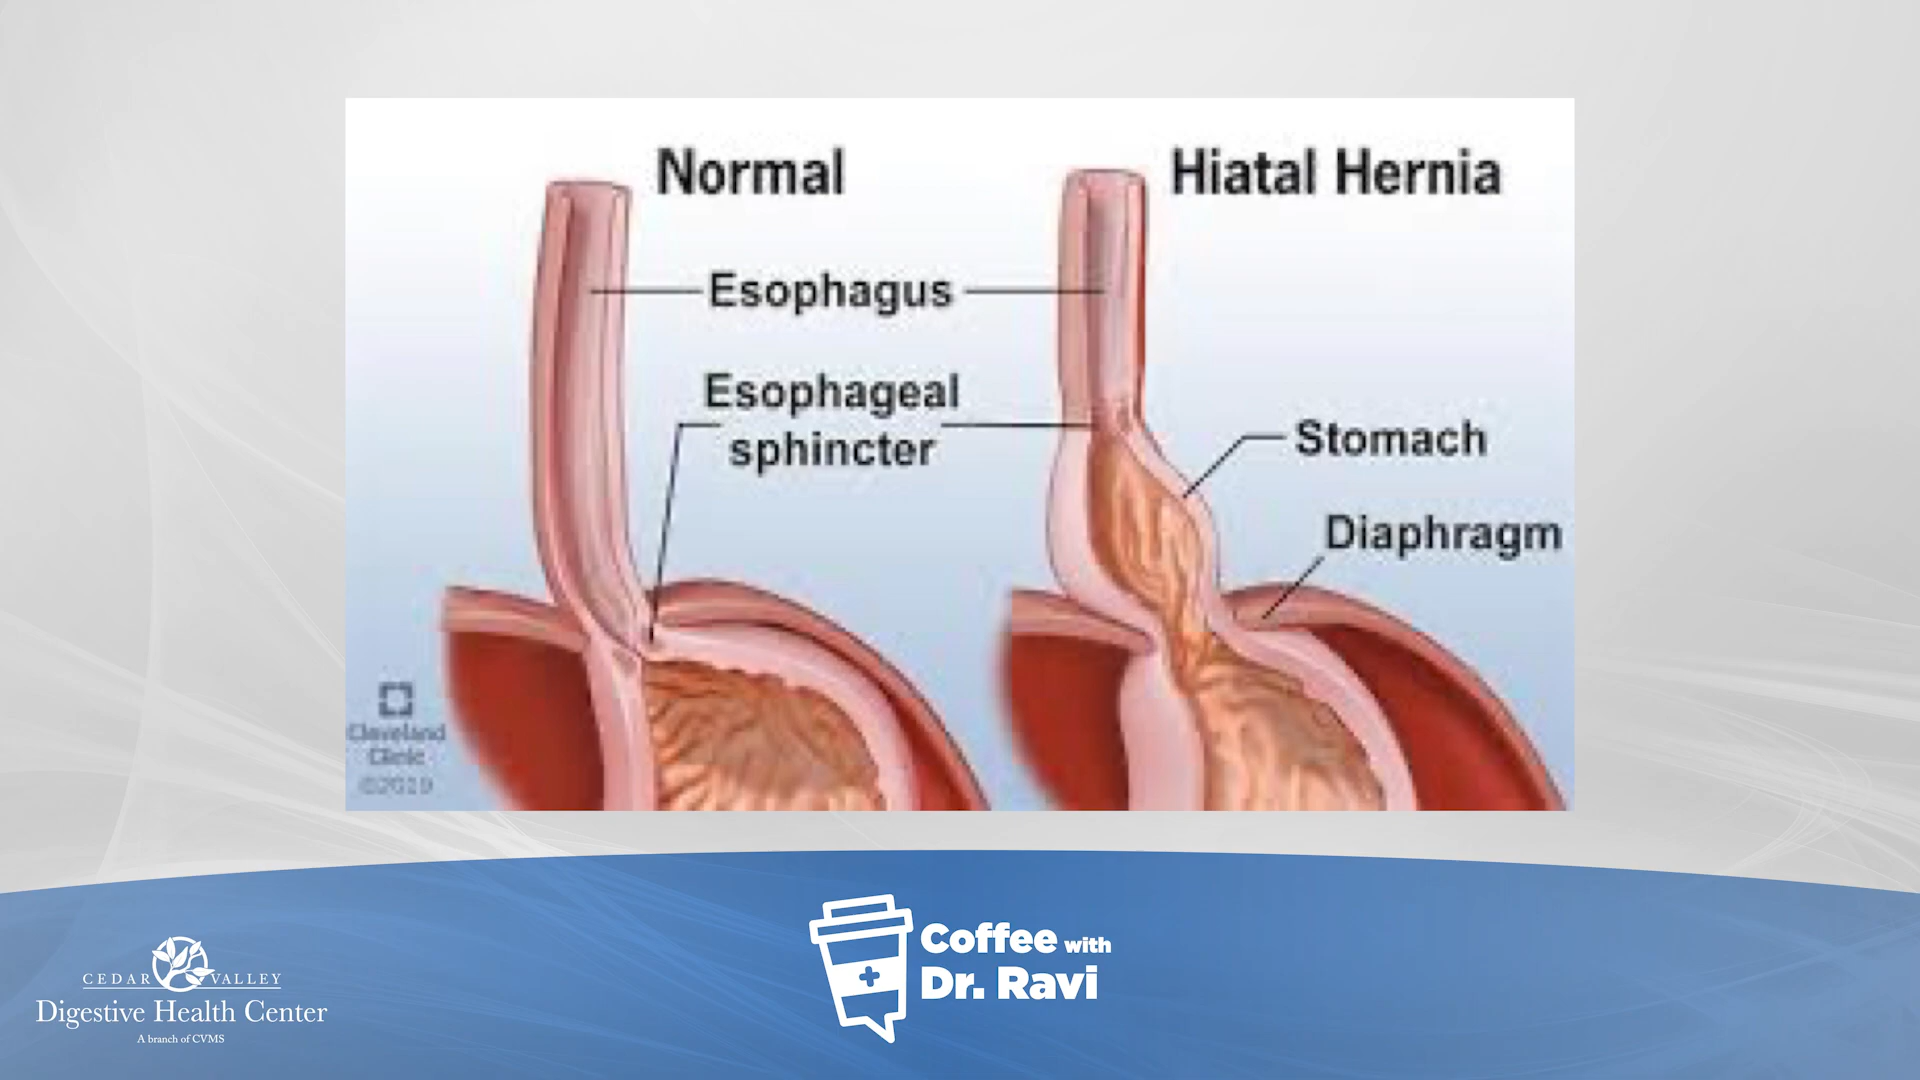 Normal
Hiatal Hernia
Esophagus
Esophageal
sphincter
Stomach
Diaphragm
Cleveland
Clinic
©2019
CEDAR VALLEY
Digestive Health Center
A branch of CVMS
Coffee with
Dr. Ravi